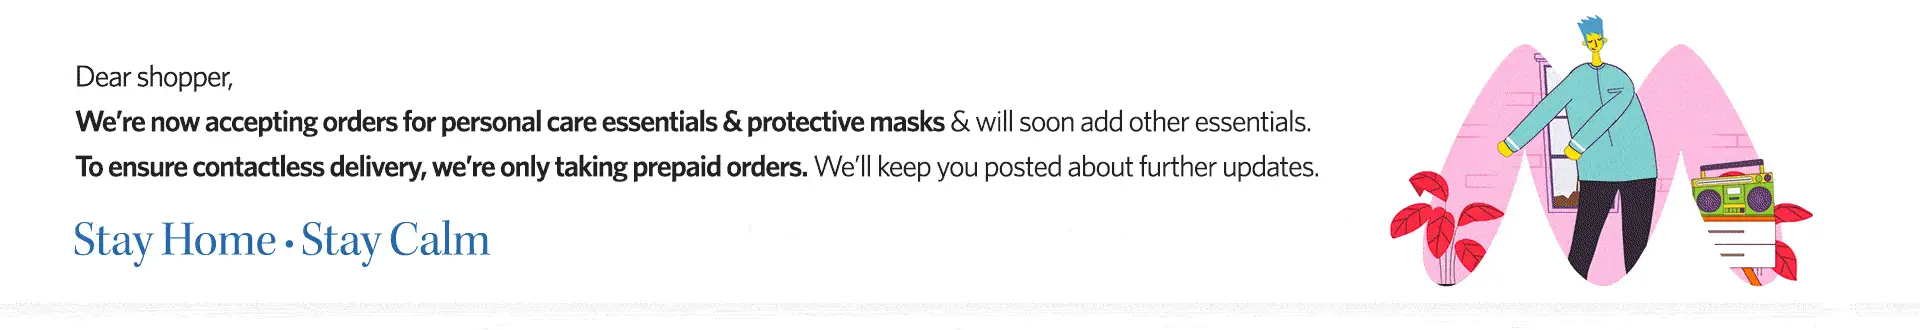 Dear shopper,
We're now accepting orders for personal care essentials & protective masks & will soon add other essentials.
To ensure contactless delivery, we're only taking prepaid orders. We'll keep you posted about further updates.
Stay Home • Stay Calm